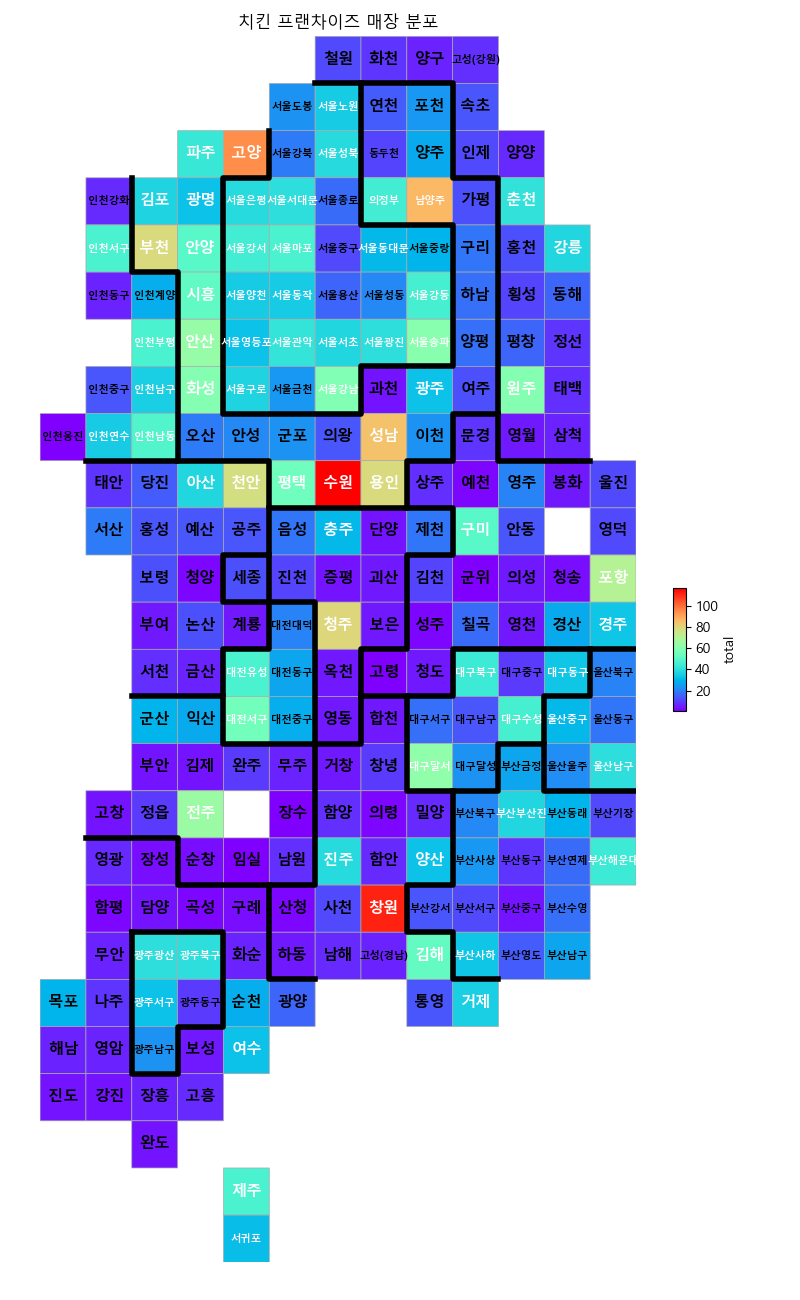 치킨 프랜차이즈 매장 분포
철원 화천 양구 고성(강원)
서울도봉 서울노원 연천 포천 속초
파주 고양 서울강북 서울성북 동두천 양주 인제 양양
인천강화 김포 광명 서울은평 서울서대문 서울종로 의정부 남양주 가평 춘천
인천서구 부천 안양 서울강서 서울마포 서울중구 서울동대문 서울중랑 구리 홍천 강릉
인천동구 인천계양 시흥 서울양천 서울동작 서울용산 서울성동 서울강동 하남 횡성 동해
인천부평 안산 서울영등포 서울관악 서울서초 서울광진 서울송파 양평 평창 정선
인천중구 인천남구 화성 서울구로 서울금천 서울강남 과천 광주 여주 원주 태백
인천옹진 인천연수 인천남동 오산 안성 군포 의왕 성남 이천 문경 영월 삼척
태안 당진 아산 천안 평택 수원 용인 상주 예천 영주 봉화 울진
서산 홍성 예산 공주 음성 충주 단양 제천 구미 안동 영덕
보령 청양 세종 진천 증평 괴산 김천 군위 의성 청송 포항
부여 논산 계룡 대전대덕 청주 보은 성주 칠곡 영천 경산 경주
서천 금산 대전유성 대전동구 옥천 고령 청도 대구북구 대구중구 대구동구 울산북구
군산 익산 대전서구 대전중구 영동 합천 대구서구 대구남구 대구수성 울산중구 울산동구
부안 김제 완주 무주 거창 창녕 대구달서 대구달성 부산금정 울산울주 울산남구
고창 정읍 전주 장수 함양 의령 밀양 부산북구 부산부산진 부산동래 부산기장
영광 장성 순창 임실 남원 진주 함안 양산 부산사상 부산동구 부산연제 부산해운대
함평 담양 곡성 구례 산청 사천 창원 부산강서 부산서구 부산중구 부산수영
무안 광주광산 광주북구 화순 하동 남해 고성(경남) 김해 부산사하 부산영도 부산남구
목포 나주 광주서구 광주동구 순천 광양 통영 거제
해남 영암 광주남구 보성 여수
진도 강진 장흥 고흥
완도
제주
서귀포
100
80
60
40
20
total